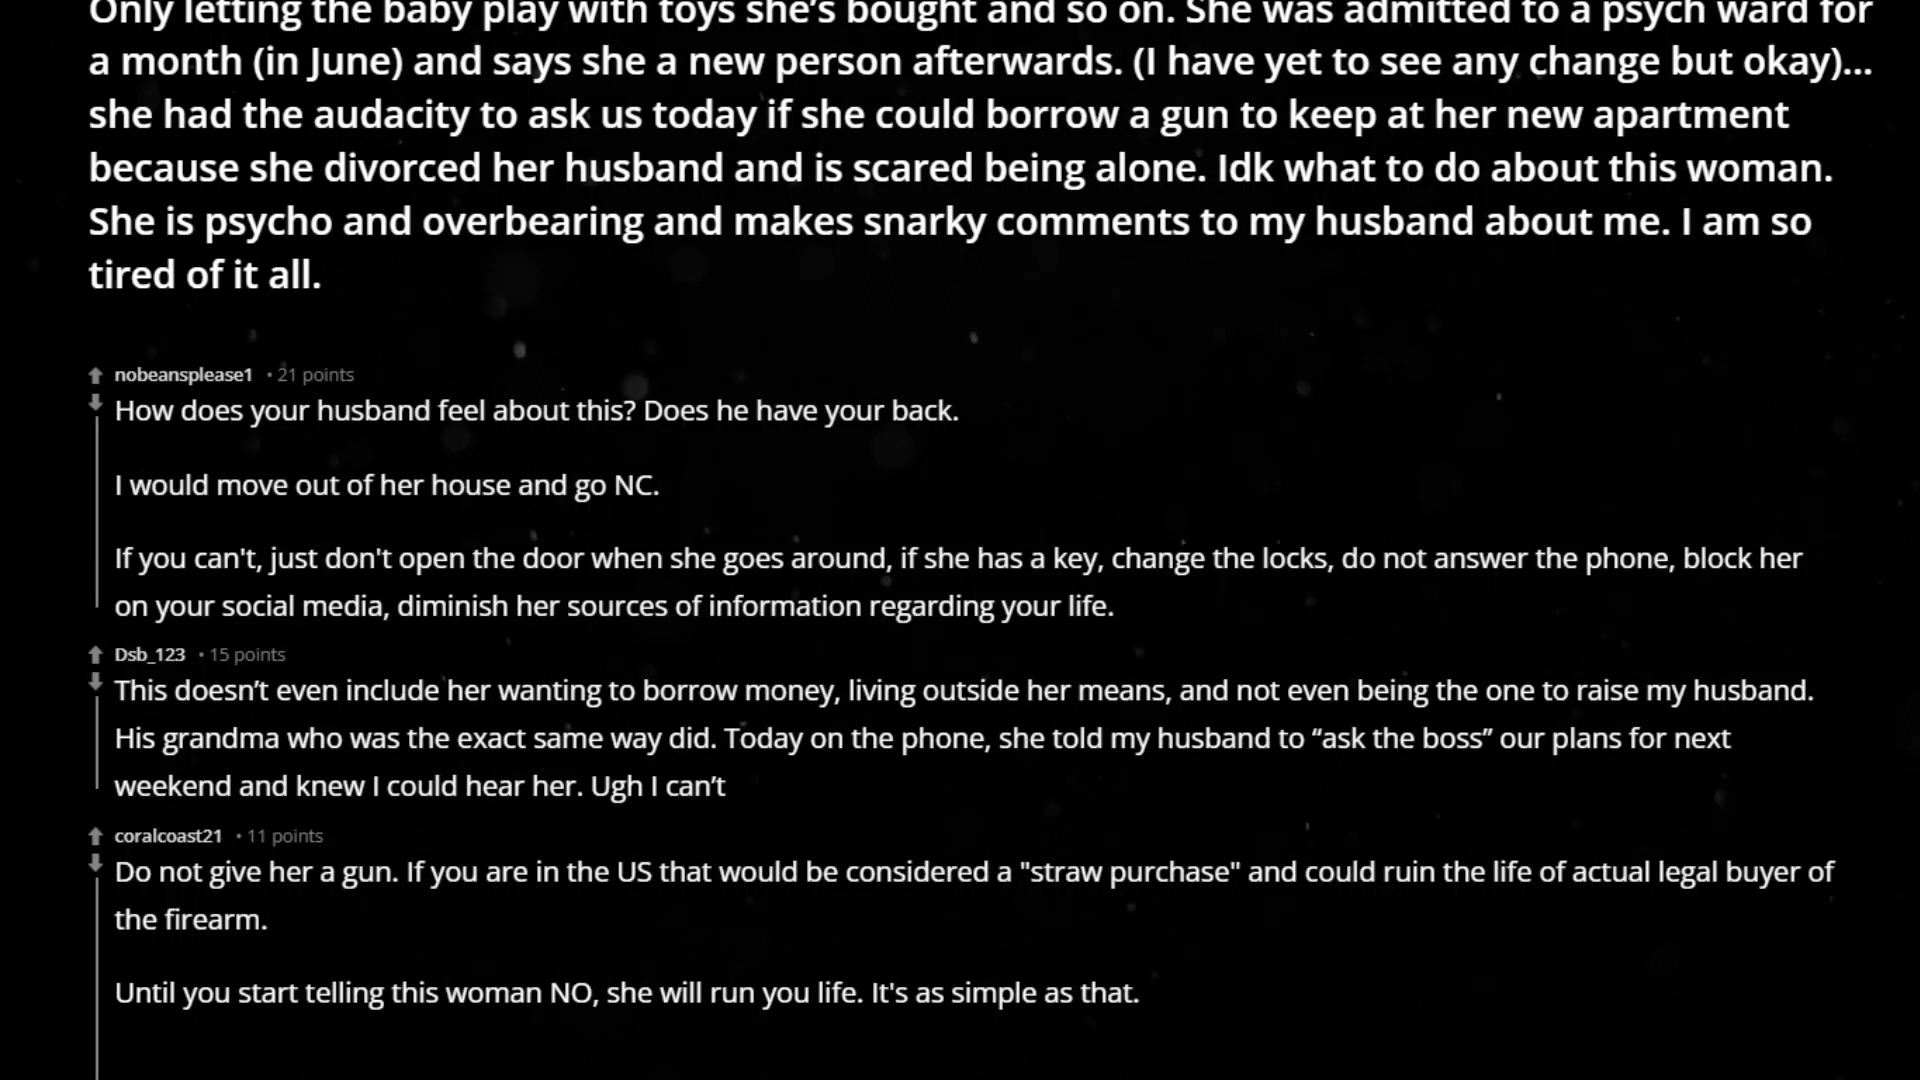 Only letting the baby play with toys she’s bought and so on. She was admitted to a psych ward for
a month (in June) and says she a new person afterwards. (I have yet to see any change but okay)...
she had the audacity to ask us today if she could borrow a gun to keep at her new apartment
because she divorced her husband and is scared being alone. Idk what to do about this woman.
She is psycho and overbearing and makes snarky comments to my husband about me. I am so
tired of it all.
nobeansplease1 • 21 points
How does your husband feel about this? Does he have your back.
I would move out of her house and go NC.
If you can't, just don't open the door when she goes around, if she has a key, change the locks, do not answer the phone, block her
on your social media, diminish her sources of information regarding your life.
Dsb_123 • 15 points
This doesn’t even include her wanting to borrow money, living outside her means, and not even being the one to raise my husband.
His grandma who was the exact same way did. Today on the phone, she told my husband to “ask the boss” our plans for next
weekend and knew I could hear her. Ugh I can’t
coralcoast21 • 11 points
Do not give her a gun. If you are in the US that would be considered a "straw purchase" and could ruin the life of actual legal buyer of
the firearm.
Until you start telling this woman NO, she will run you life. It's as simple as that.